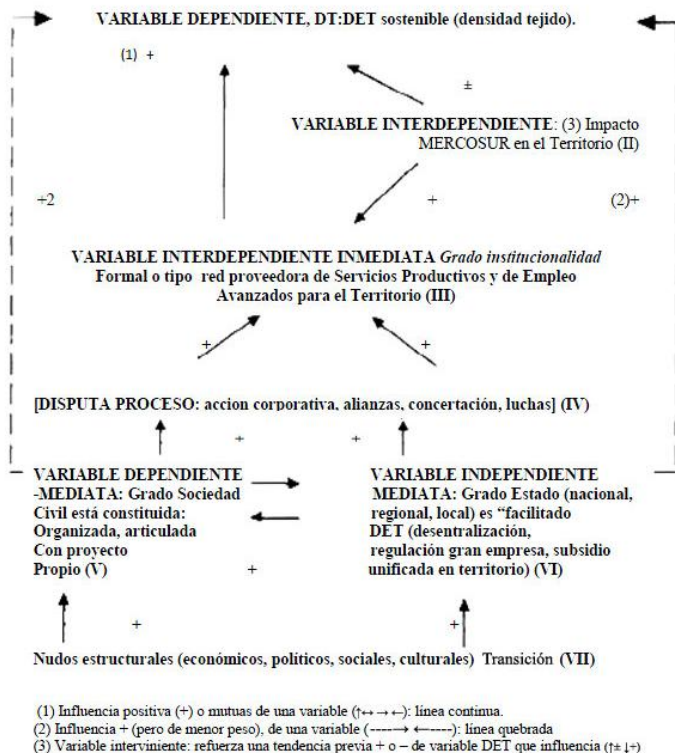 VARIABLE DEPENDIENTE, DT:DET sostenible (densidad tejido).
(1) +
±
VARIABLE INTERDEPENDIENTE: (3) Impacto
MERCOSUR en el Territorio (II)
+2
+
(2)+
VARIABLE INTERDEPENDIENTE INMEDIATA Grado institucionalidad
Formal o tipo red proveedora de Servicios Productivos y de Empleo
Avanzados para el Territorio (III)
+
+
[DISPUTA PROCESO: accion corporativa, alianzas, concertación, luchas] (IV)
+
+
VARIABLE DEPENDIENTE
-MEDIATA: Grado Sociedad
Civil está constituida:
Organizada, articulada
Con proyecto
Propio (V)
+
VARIABLE INDEPENDIENTE
MEDIATA: Grado Estado (nacional,
regional, local) es “facilitado
DET (desentralización,
regulación gran empresa, subsidio
unificada en territorio) (VI)
+
+
Nudos estructurales (económicos, políticos, sociales, culturales) Transición (VII)
(1) Influencia positiva (+) o mutuas de una variable (↑↔→←): línea continua.
(2) Influencia + (pero de menor peso), de una variable (-----→ ←----): línea quebrada
(3) Variable interviniente: refuerza una tendencia previa + o – de variable DET que influencia (↑± ↓+)